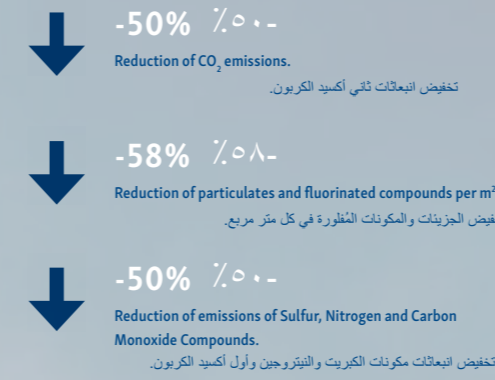 -50% ٪٥٠-
Reduction of CO₂ emissions.
تخفيض انبعاثات ثاني أكسيد الكربون.
-58% ٪٥٨-
Reduction of particulates and fluorinated compounds per m²
فيض الجزيئات والمكونات المُفلورة في كل متر مربع.
-50% ٪٥٠-
Reduction of emissions of Sulfur, Nitrogen and Carbon
Monoxide Compounds.
تخفيض انبعاثات مكونات الكبريت والنيتروجين وأول أكسيد الكربون.